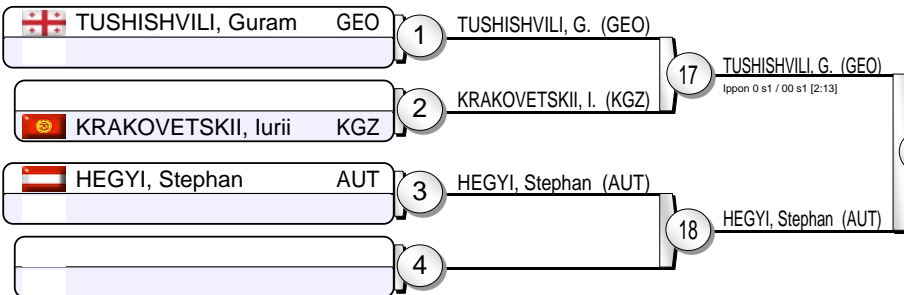 TUSHISHVILI, Guram GEO
1
TUSHISHVILI, G. (GEO)
17
TUSHISHVILI, G. (GEO)
Ippon 0 s1 / 00 s1 [2:13]
2
KRAKOVETSKII, I. (KGZ)
KRAKOVETSKII, Iurii KGZ
HEGYI, Stephan AUT
3
HEGYI, Stephan (AUT)
18
HEGYI, Stephan (AUT)
4